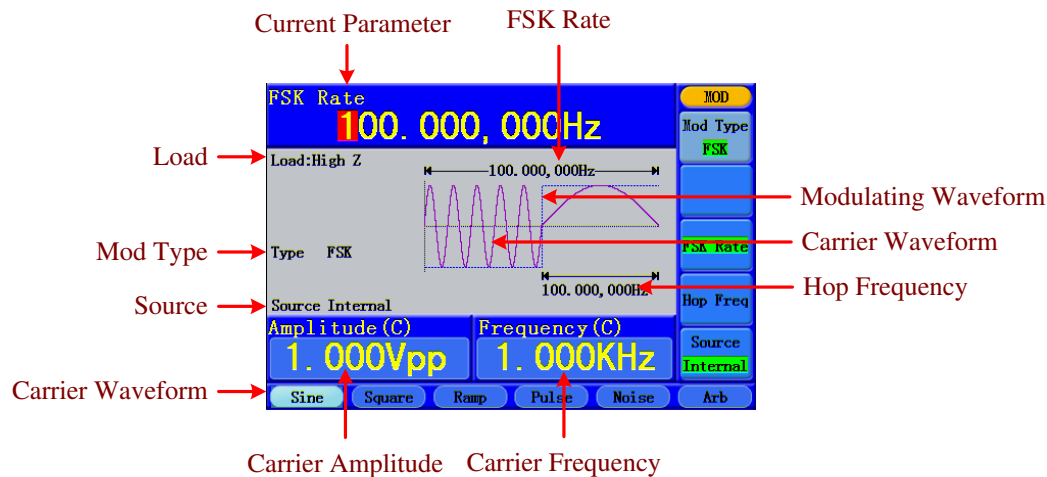 Current Parameter
FSK Rate
FSK Rate
100.000,000Hz
MOD
Mod Type
FSK
Load
Load:High Z
100.000,000Hz
Modulating Waveform
Carrier Waveform
FSK Rate
Mod Type
Type FSK
100.000,000Hz
Hop Frequency
Hop Freq
Source
Source Internal
Amplitude(C)
1.000Vpp
Frequency(C)
1.000KHz
Source
Internal
Carrier Waveform
Sine
Square
Ramp
Pulse
Noise
Arb
Carrier Amplitude
Carrier Frequency